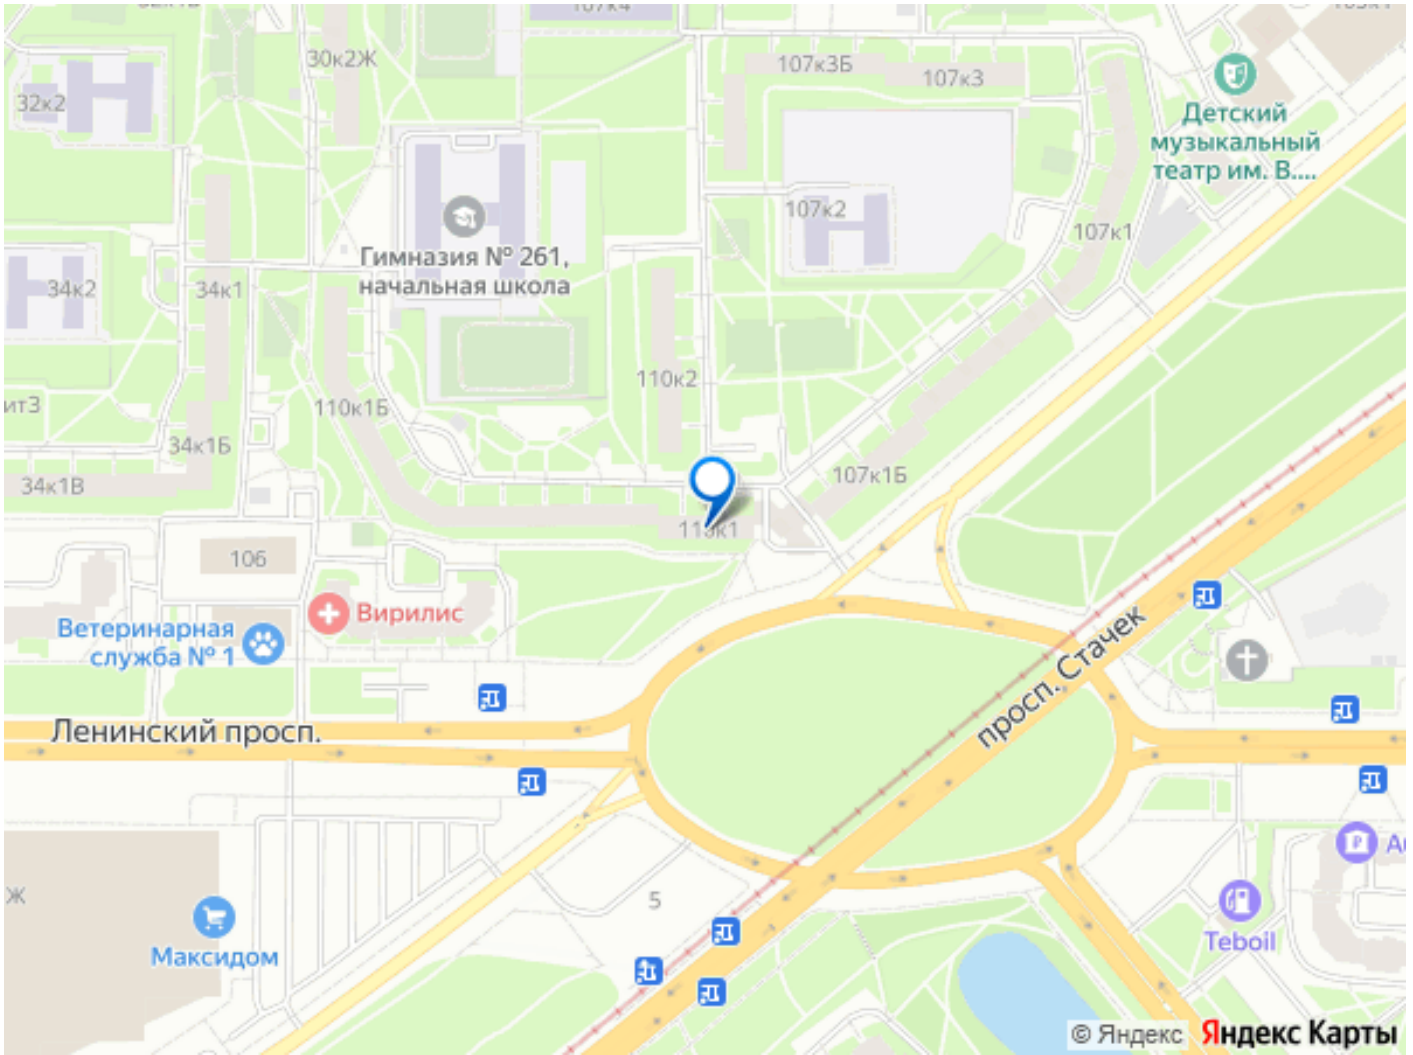 107к4
30к2Ж
107к3Б
107к3
32к2
Детский
музыкальный
театр им. В....
107к2
107к1
Гимназия № 261,
начальная школа
34к2
34к1
110к2
110к1Б
34к1Б
34к1В
107к1Б
110к1
106
Вирилис
Ветеринарная
служба № 1
просп. Стачек
Ленинский просп.
Ж
5
Максидом
Teboil
© Яндекс
Яндекс Карты